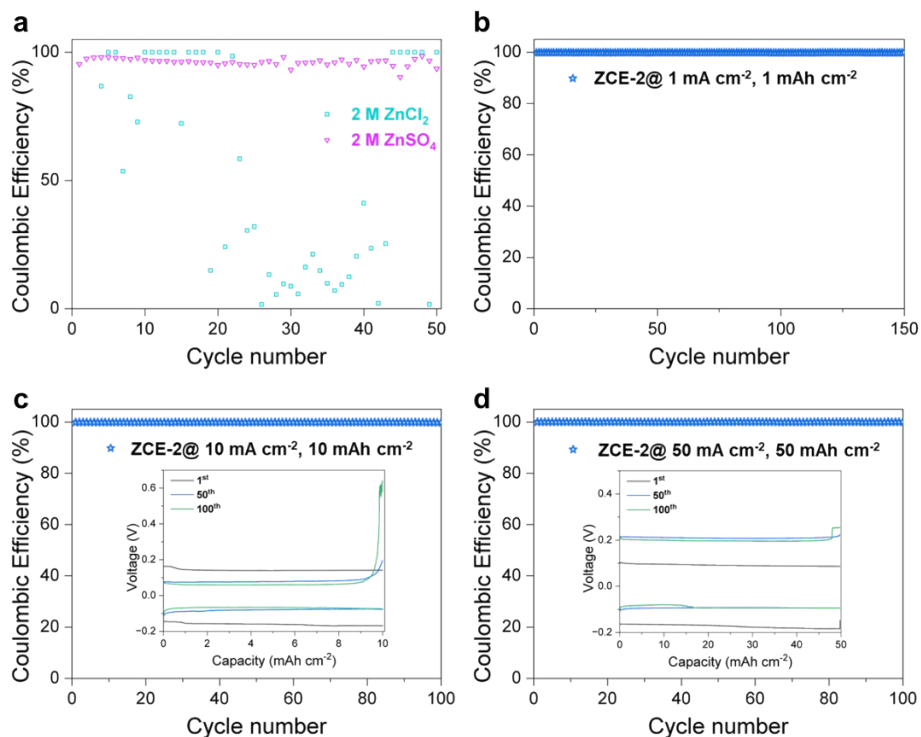 a
Coulombic Efficiency (%)
100
50
0
0 10 20 30 40 50
Cycle number
2 M ZnCl₂
2 M ZnSO₄
b
Coulombic Efficiency (%)
100
80
60
40
20
0
0 50 100 150
Cycle number
ZCE-2@ 1 mA cm⁻², 1 mAh cm⁻²
c
Coulombic Efficiency (%)
100
80
60
40
20
0
0 20 40 60 80 100
Cycle number
ZCE-2@ 10 mA cm⁻², 10 mAh cm⁻²
1ˢᵗ
50ᵗʰ
100ᵗʰ
Voltage (V)
0.6
0.4
0.2
0.0
-0.2
0 2 4 6 8 10
Capacity (mAh cm⁻²)
d
Coulombic Efficiency (%)
100
80
60
40
20
0
0 20 40 60 80 100
Cycle number
ZCE-2@ 50 mA cm⁻², 50 mAh cm⁻²
1ˢᵗ
50ᵗʰ
100ᵗʰ
Voltage (V)
0.4
0.2
0.0
-0.2
0 10 20 30 40 50
Capacity (mAh cm⁻²)